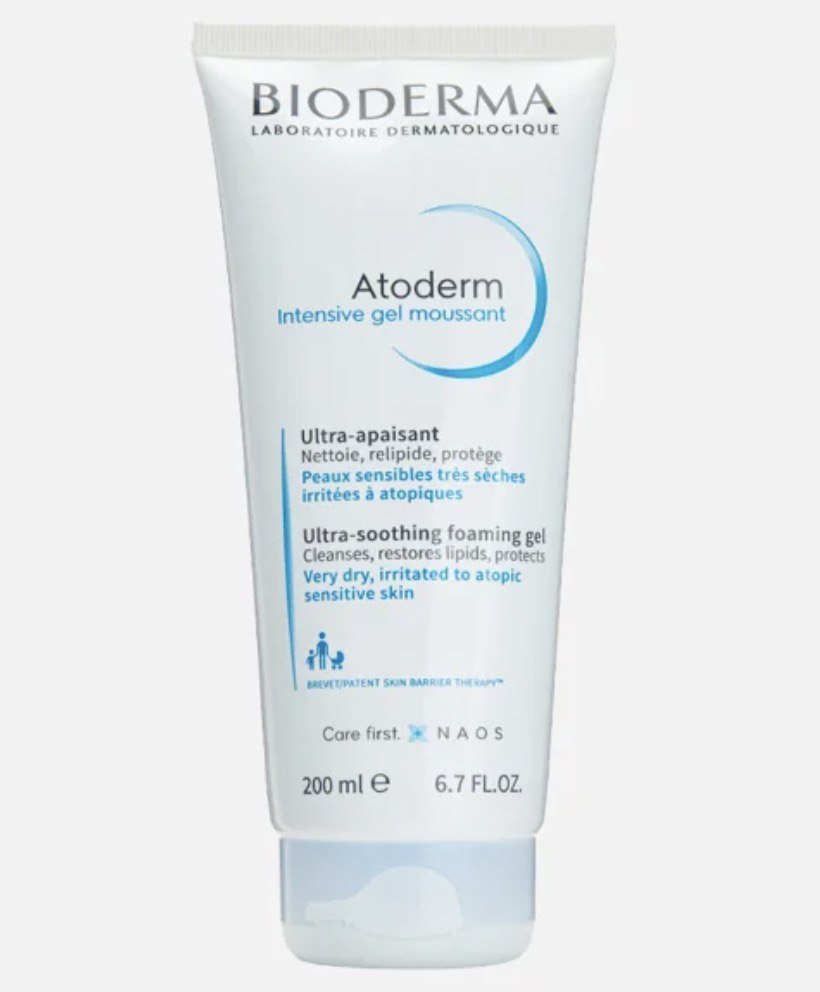 BIODERMA
LABORATOIRE DERMATOLOGIQUE
Atoderm
Intensive gel moussant
Ultra-apaisant
Nettoie, relipide, protège
Peaux sensibles très sèches
irritées à atopiques
Ultra-soothing foaming gel
Cleanses, restores lipids, protects
Very dry, irritated to atopic
sensitive skin
BREVET/PATENT SKIN BARRIER THERAPY™
Care first. NAOS
200 ml ℮ 6.7 FL.OZ.